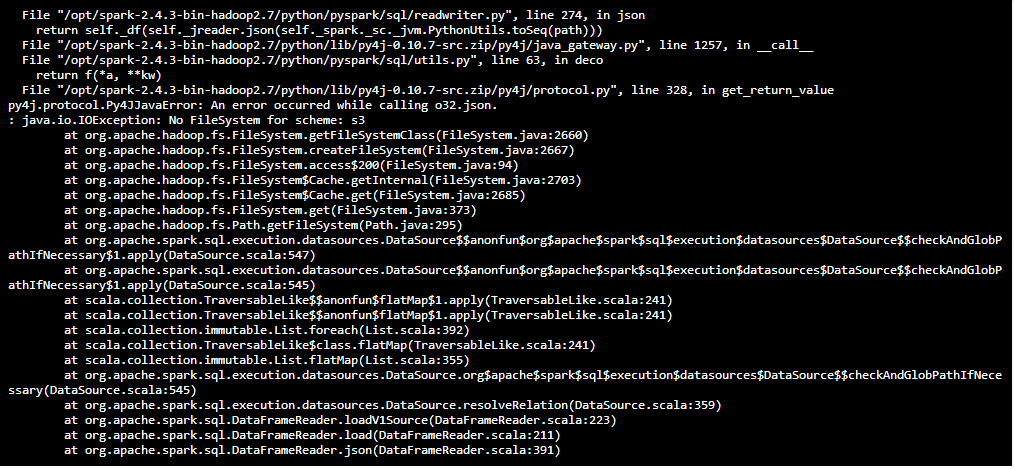 File "/opt/spark-2.4.3-bin-hadoop2.7/python/pyspark/sql/readwriter.py", line 274, in json
    return self._df(self._jreader.json(self._spark._sc._jvm.PythonUtils.toSeq(path)))
  File "/opt/spark-2.4.3-bin-hadoop2.7/python/lib/py4j-0.10.7-src.zip/py4j/java_gateway.py", line 1257, in __call__
  File "/opt/spark-2.4.3-bin-hadoop2.7/python/pyspark/sql/utils.py", line 63, in deco
    return f(*a, **kw)
  File "/opt/spark-2.4.3-bin-hadoop2.7/python/lib/py4j-0.10.7-src.zip/py4j/protocol.py", line 328, in get_return_value
py4j.protocol.Py4JJavaError: An error occurred while calling o32.json.
: java.io.IOException: No FileSystem for scheme: s3
        at org.apache.hadoop.fs.FileSystem.getFileSystemClass(FileSystem.java:2660)
        at org.apache.hadoop.fs.FileSystem.createFileSystem(FileSystem.java:2667)
        at org.apache.hadoop.fs.FileSystem.access$200(FileSystem.java:94)
        at org.apache.hadoop.fs.FileSystem$Cache.getInternal(FileSystem.java:2703)
        at org.apache.hadoop.fs.FileSystem$Cache.get(FileSystem.java:2685)
        at org.apache.hadoop.fs.FileSystem.get(FileSystem.java:373)
        at org.apache.hadoop.fs.Path.getFileSystem(Path.java:295)
        at org.apache.spark.sql.execution.datasources.DataSource$$anonfun$org$apache$spark$sql$execution$datasources$DataSource$$checkAndGlobP
athIfNecessary$1.apply(DataSource.scala:547)
        at org.apache.spark.sql.execution.datasources.DataSource$$anonfun$org$apache$spark$sql$execution$datasources$DataSource$$checkAndGlobP
athIfNecessary$1.apply(DataSource.scala:545)
        at scala.collection.TraversableLike$$anonfun$flatMap$1.apply(TraversableLike.scala:241)
        at scala.collection.TraversableLike$$anonfun$flatMap$1.apply(TraversableLike.scala:241)
        at scala.collection.immutable.List.foreach(List.scala:392)
        at scala.collection.TraversableLike$class.flatMap(TraversableLike.scala:241)
        at scala.collection.immutable.List.flatMap(List.scala:355)
        at org.apache.spark.sql.execution.datasources.DataSource.org$apache$spark$sql$execution$datasources$DataSource$$checkAndGlobPathIfNece
ssary(DataSource.scala:545)
        at org.apache.spark.sql.execution.datasources.DataSource.resolveRelation(DataSource.scala:359)
        at org.apache.spark.sql.DataFrameReader.loadV1Source(DataFrameReader.scala:223)
        at org.apache.spark.sql.DataFrameReader.load(DataFrameReader.scala:211)
        at org.apache.spark.sql.DataFrameReader.json(DataFrameReader.scala:391)